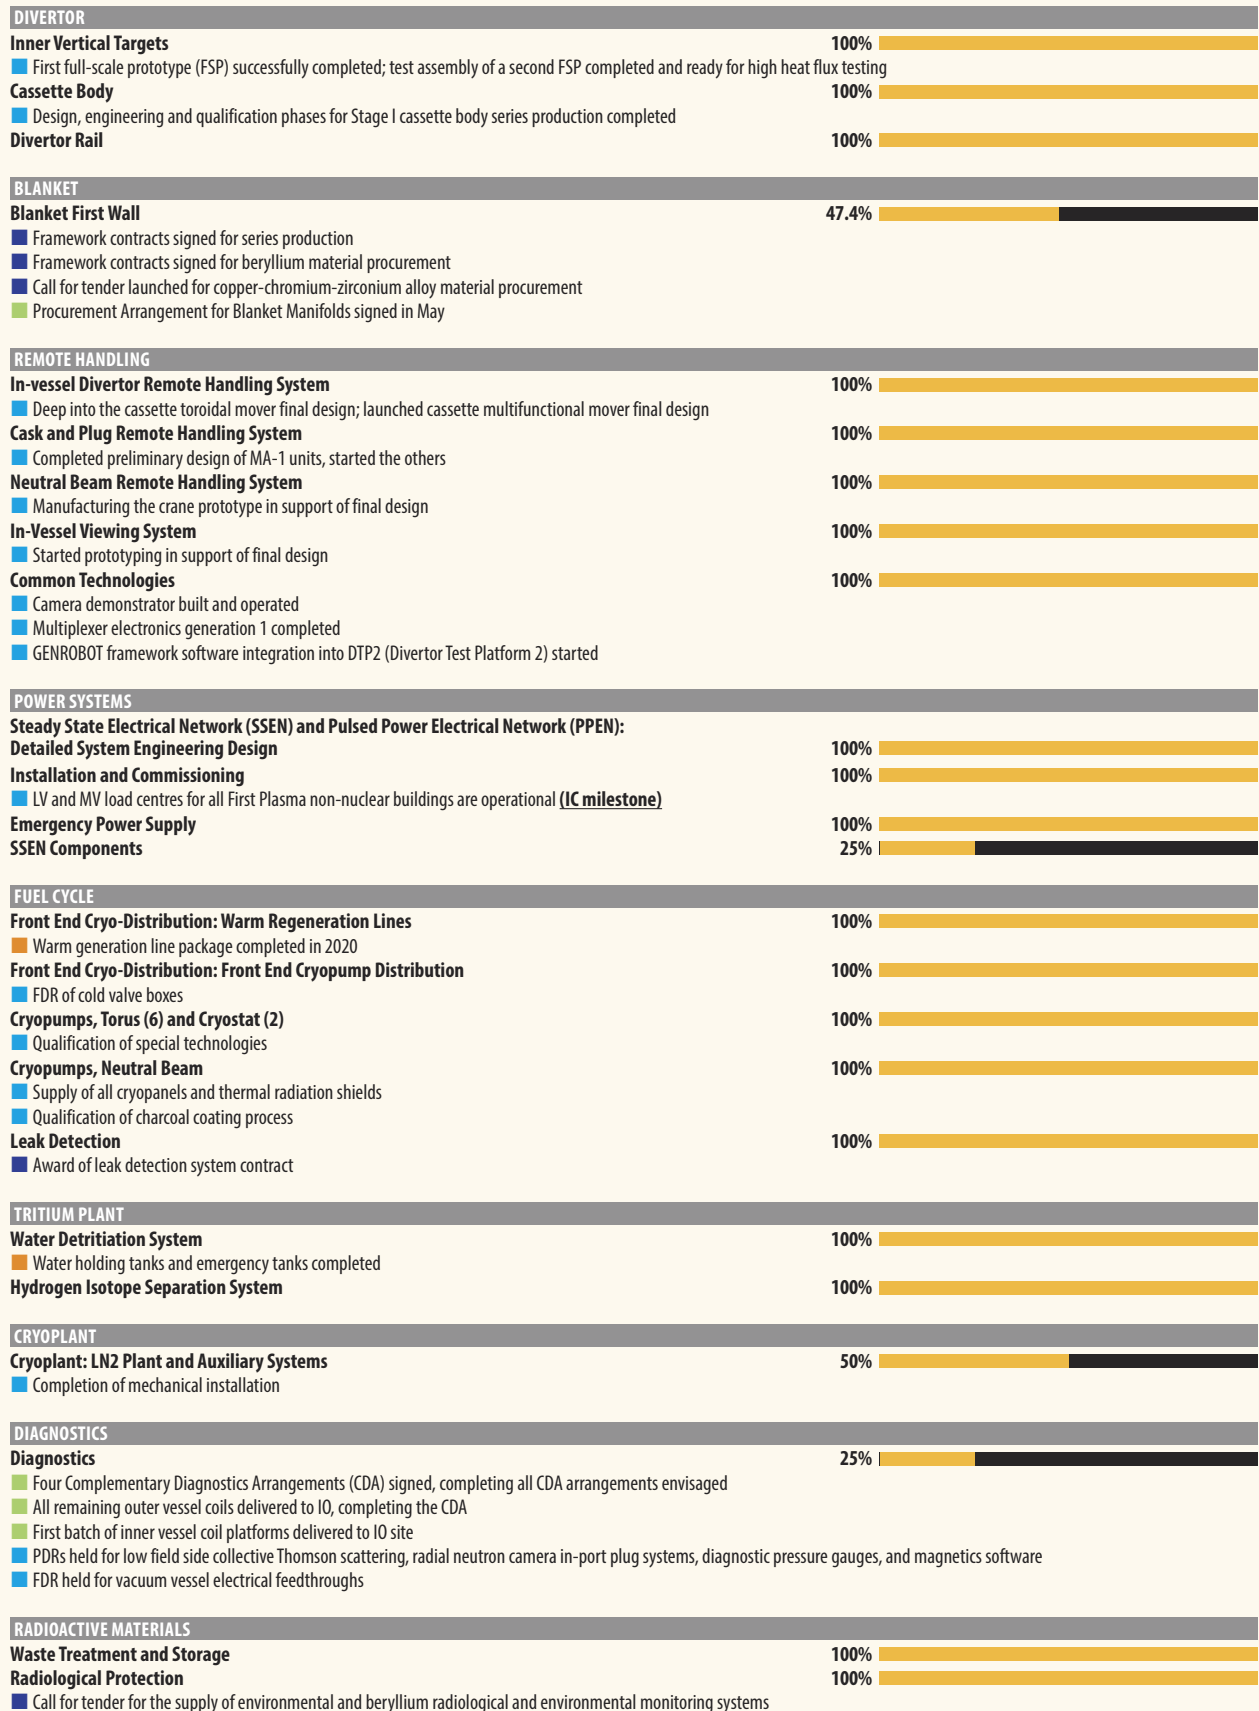 DIVERTOR
Inner Vertical Targets 100%
First full-scale prototype (FSP) successfully completed; test assembly of a second FSP completed and ready for high heat flux testing
Cassette Body 100%
Design, engineering and qualification phases for Stage I cassette body series production completed
Divertor Rail 100%
BLANKET
Blanket First Wall 47.4%
Framework contracts signed for series production
Framework contracts signed for beryllium material procurement
Call for tender launched for copper-chromium-zirconium alloy material procurement
Procurement Arrangement for Blanket Manifolds signed in May
REMOTE HANDLING
In-vessel Divertor Remote Handling System 100%
Deep into the cassette toroidal mover final design; launched cassette multifunctional mover final design
Cask and Plug Remote Handling System 100%
Completed preliminary design of MA-1 units, started the others
Neutral Beam Remote Handling System 100%
Manufacturing the crane prototype in support of final design
In-Vessel Viewing System 100%
Started prototyping in support of final design
Common Technologies 100%
Camera demonstrator built and operated
Multiplexer electronics generation 1 completed
GENROBOT framework software integration into DTP2 (Divertor Test Platform 2) started
POWER SYSTEMS
Steady State Electrical Network (SSEN) and Pulsed Power Electrical Network (PPEN):
Detailed System Engineering Design 100%
Installation and Commissioning 100%
LV and MV load centres for all First Plasma non-nuclear buildings are operational (IC milestone)
Emergency Power Supply 100%
SSEN Components 25%
FUEL CYCLE
Front End Cryo-Distribution: Warm Regeneration Lines 100%
Warm generation line package completed in 2020
Front End Cryo-Distribution: Front End Cryopump Distribution 100%
FDR of cold valve boxes
Cryopumps, Torus (6) and Cryostat (2) 100%
Qualification of special technologies
Cryopumps, Neutral Beam 100%
Supply of all cryopanels and thermal radiation shields
Qualification of charcoal coating process
Leak Detection 100%
Award of leak detection system contract
TRITIUM PLANT
Water Detritiation System 100%
Water holding tanks and emergency tanks completed
Hydrogen Isotope Separation System 100%
CRYOPLANT
Cryoplant: LN2 Plant and Auxiliary Systems 50%
Completion of mechanical installation
DIAGNOSTICS
Diagnostics 25%
Four Complementary Diagnostics Arrangements (CDA) signed, completing all CDA arrangements envisaged
All remaining outer vessel coils delivered to IO, completing the CDA
First batch of inner vessel coil platforms delivered to IO site
PDRs held for low field side collective Thomson scattering, radial neutron camera in-port plug systems, diagnostic pressure gauges, and magnetics software
FDR held for vacuum vessel electrical feedthroughs
RADIOACTIVE MATERIALS
Waste Treatment and Storage 100%
Radiological Protection 100%
Call for tender for the supply of environmental and beryllium radiological and environmental monitoring systems